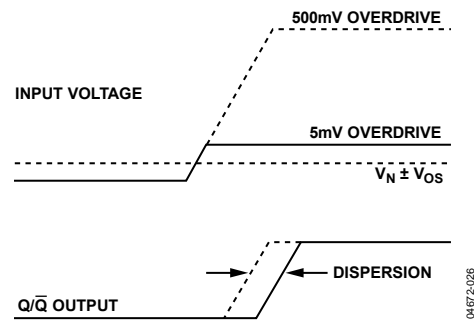 500mV OVERDRIVE
INPUT VOLTAGE
5mV OVERDRIVE
VN ± VOS
DISPERSION
Q/Q̅ OUTPUT
04672-026